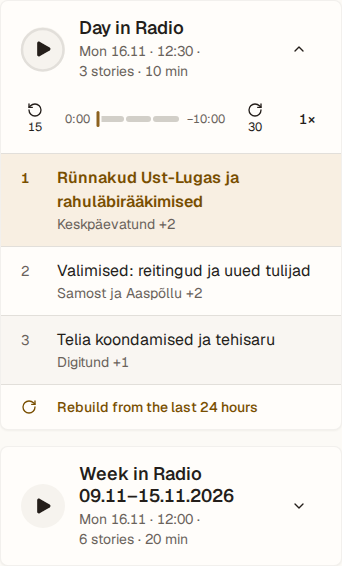 Day in Radio
Mon 16.11 · 12:30 ·
3 stories · 10 min
15
0:00
−10:00
30
1×
1
Rünnakud Ust-Lugas ja
rahuläbirääkimised
Keskpäevatund +2
2
Valimised: reitingud ja uued tulijad
Samost ja Aaspõllu +2
3
Telia koondamised ja tehisaru
Digitund +1
Rebuild from the last 24 hours
Week in Radio
09.11–15.11.2026
Mon 16.11 · 12:00 ·
6 stories · 20 min